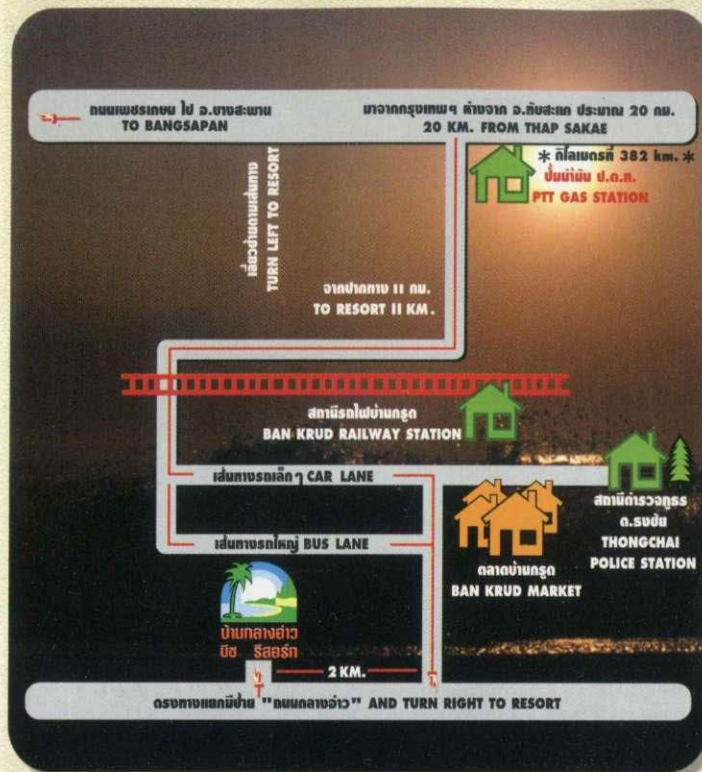 ถนนเพชรเกษม ไป อ.บางสะพาน
TO BANGSAPAN
มาจากกรุงเทพฯ ห่างจาก อ.ทับสะแก ประมาณ 20 กม.
20 KM. FROM THAP SAKAE
* กิโลเมตรที่ 382 km. *
ปั๊มน้ำมัน ป.ต.ท.
PTT GAS STATION
เลี้ยวซ้ายตามเส้นทาง
TURN LEFT TO RESORT
จากปากทาง 11 กม.
TO RESORT 11 KM.
สถานีรถไฟบ้านกรูด
BAN KRUD RAILWAY STATION
เส้นทางรถเล็กๆ CAR LANE
สถานีตำรวจภูธร
ต.ธงชัย
THONGCHAI
POLICE STATION
เส้นทางรถใหญ่ BUS LANE
ตลาดบ้านกรูด
BAN KRUD MARKET
บ้านกลางอ่าว
บีช รีสอร์ท
2 KM.
ตรงทางแยกมีป้าย "ถนนกลางอ่าว" AND TURN RIGHT TO RESORT